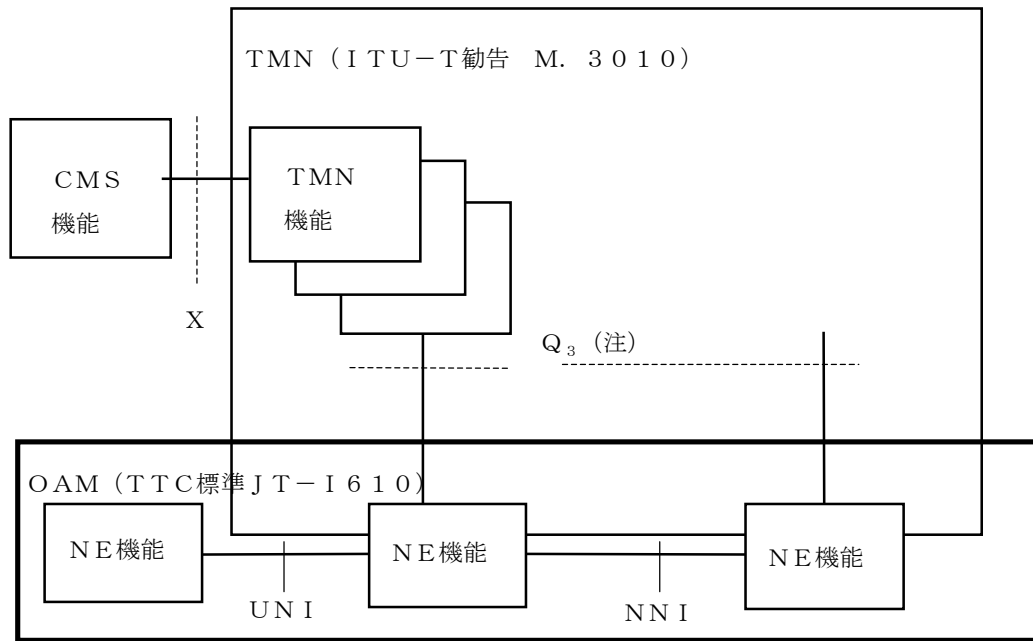 TMN（ＩＴＵ－Ｔ勧告　Ｍ．３０１０）
ＣＭＳ
機能
ＴＭＮ
機能
Ｘ
Ｑ₃（注）
ＯＡＭ（ＴＴＣ標準ＪＴ－Ｉ６１０）
ＮＥ機能
ＮＥ機能
ＮＥ機能
ＵＮＩ
ＮＮＩ